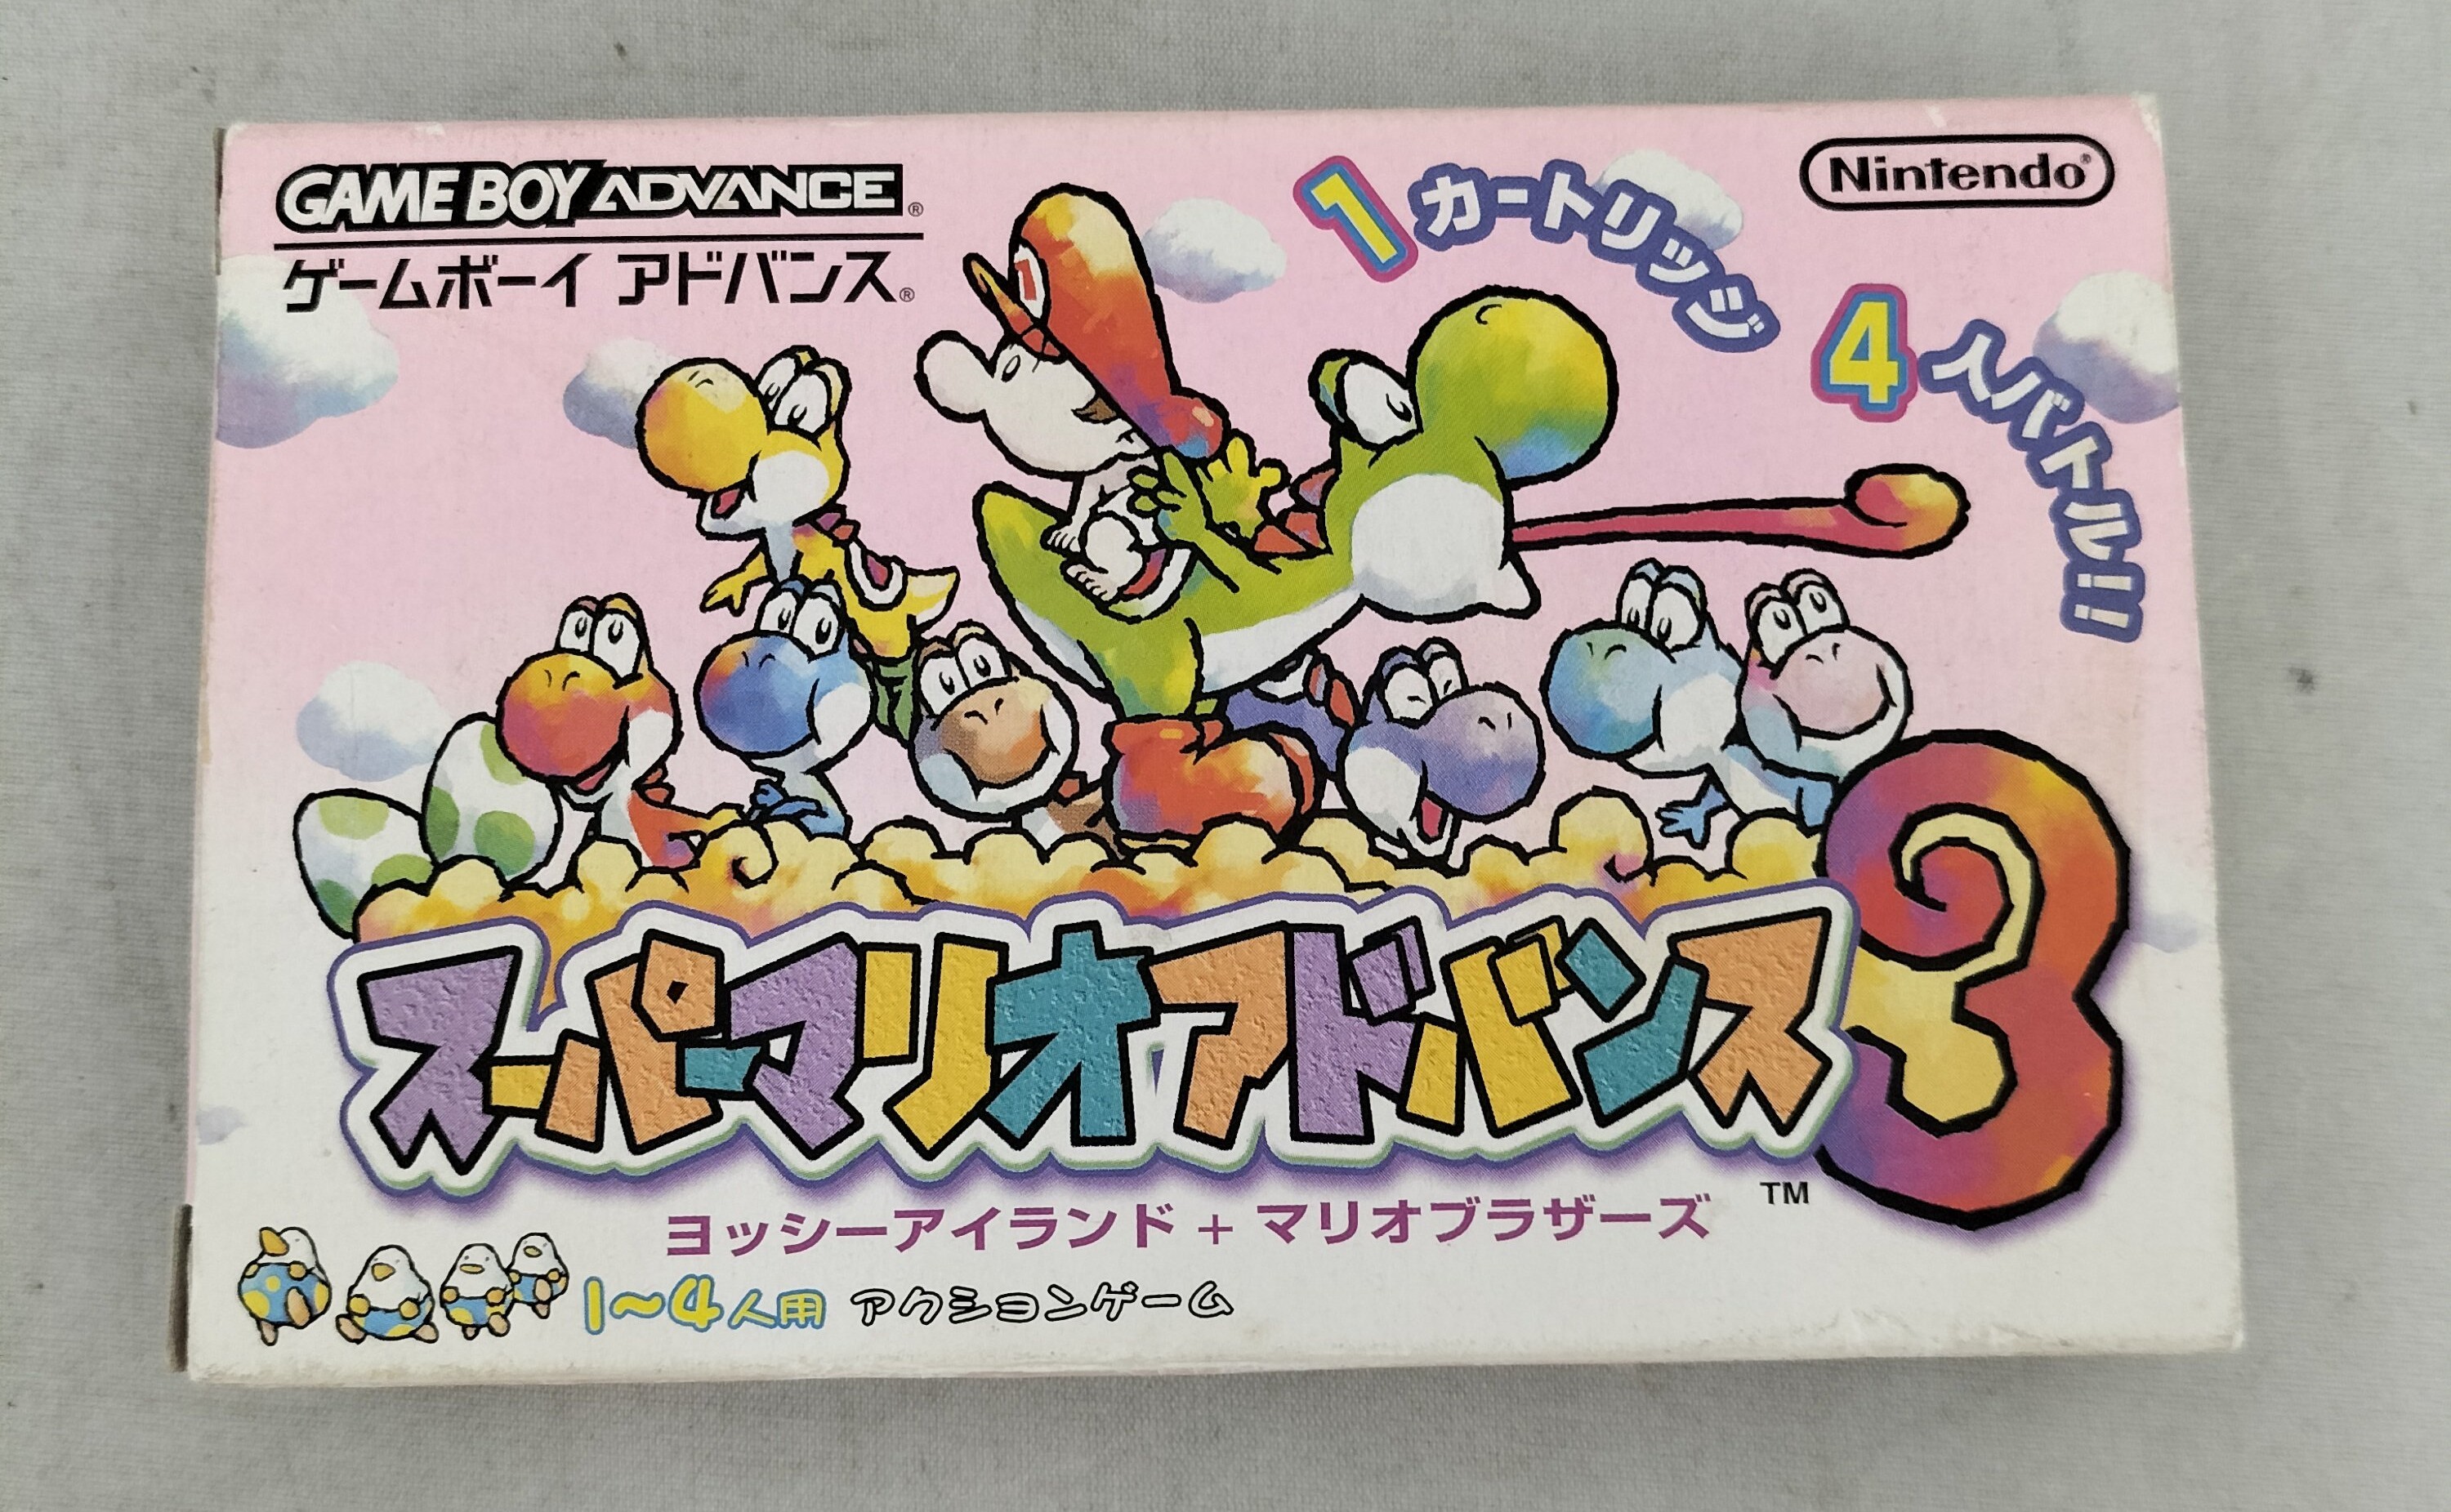 GAME BOY ADVANCE®
ゲームボーイ アドバンス®
Nintendo®
1カートリッジ
4人バトル!!
1
スーパーマリオアドバンス3
ヨッシーアイランド + マリオブラザーズ ™
1~4人用 アクションゲーム